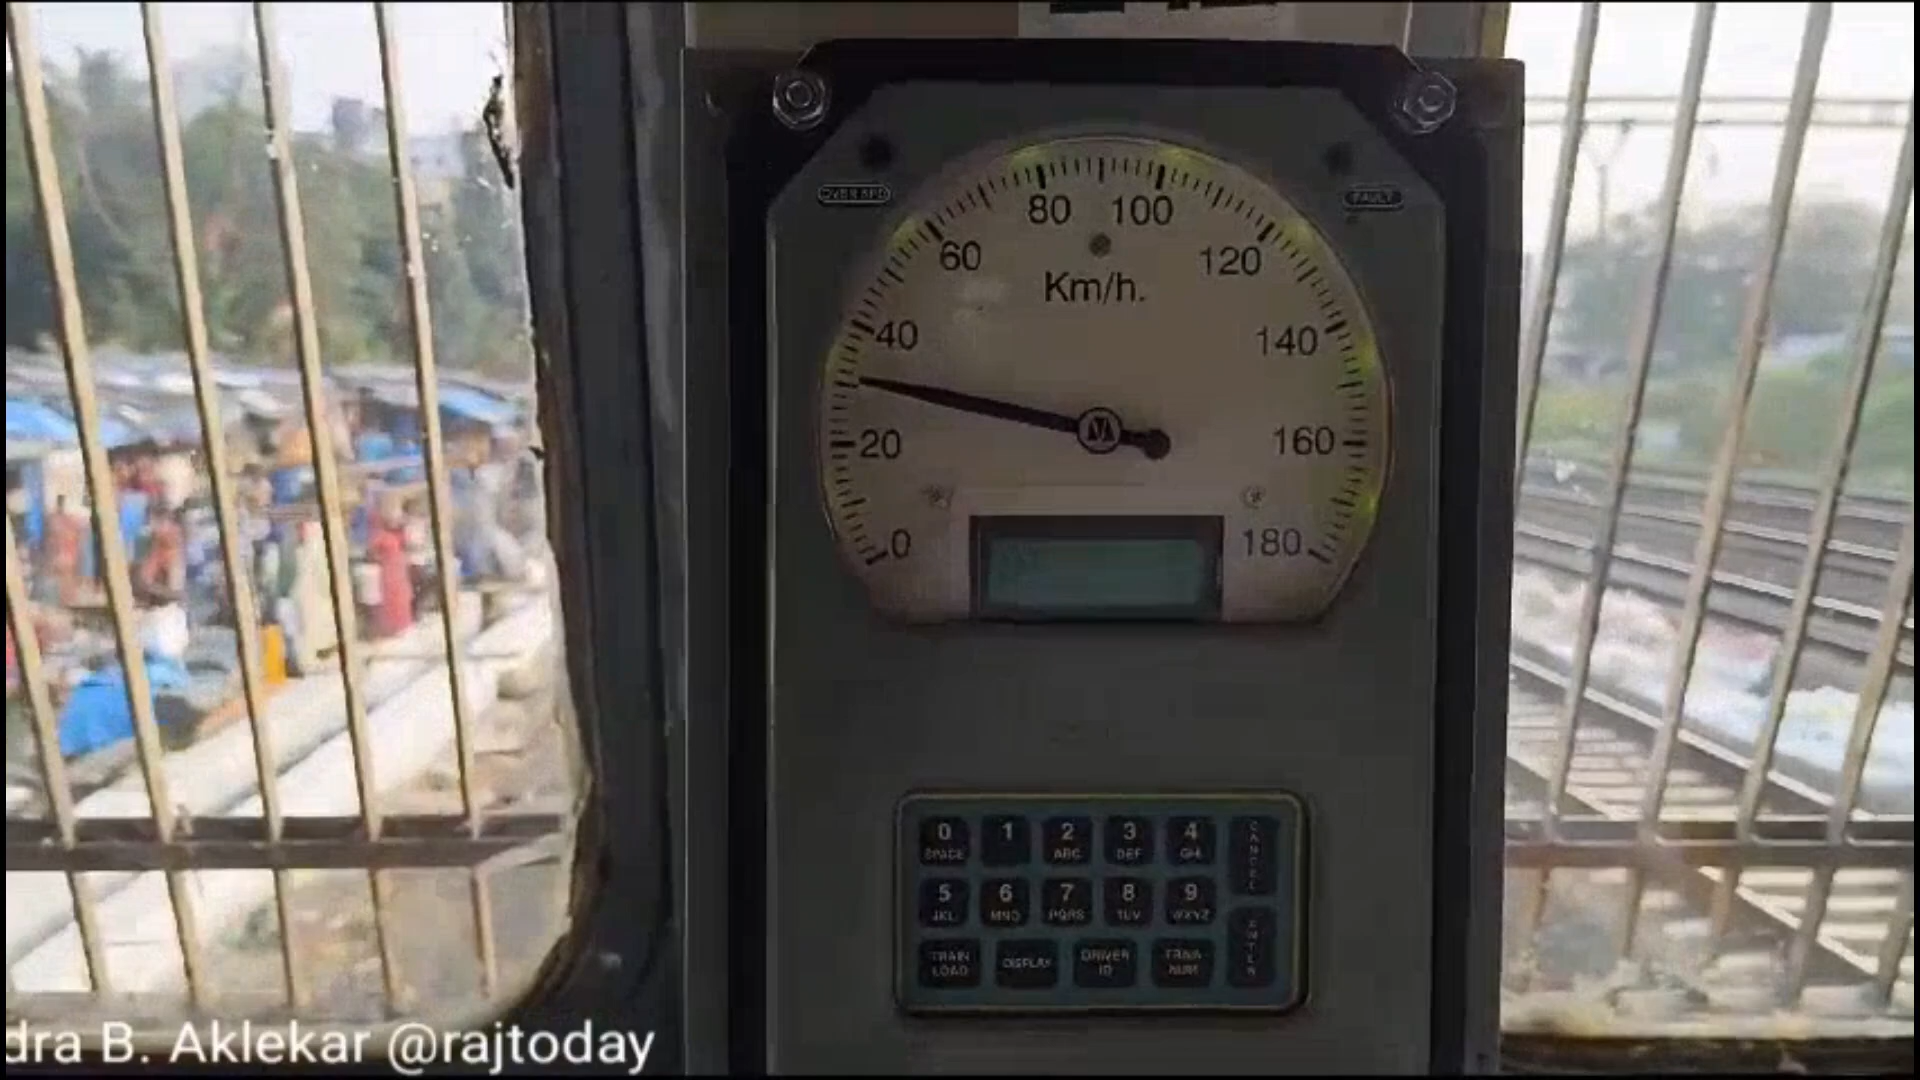 OVER SPD
FAULT
80 100
60 120
Km/h.
40 140
20 160
0 180
0 1 2 3 4
SPACE ABC DEF GHI
CANCEL
5 6 7 8 9
JKL MNO PQRS TUV WXYZ
ENTER
TRAIN LOAD
DISPLAY
DRIVER ID
TRAIN NUM
dra B. Aklekar @rajtoday